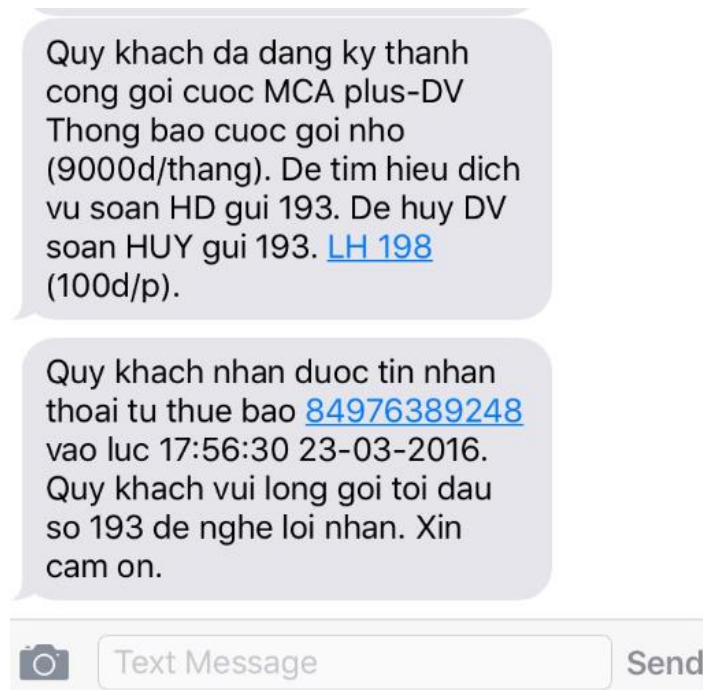 Quy khach da dang ky thanh
cong goi cuoc MCA plus-DV
Thong bao cuoc goi nho
(9000d/thang). De tim hieu dich
vu soan HD gui 193. De huy DV
soan HUY gui 193. LH 198
(100d/p).
Quy khach nhan duoc tin nhan
thoai tu thue bao 84976389248
vao luc 17:56:30 23-03-2016.
Quy khach vui long goi toi dau
so 193 de nghe loi nhan. Xin
cam on.
Text Message Send